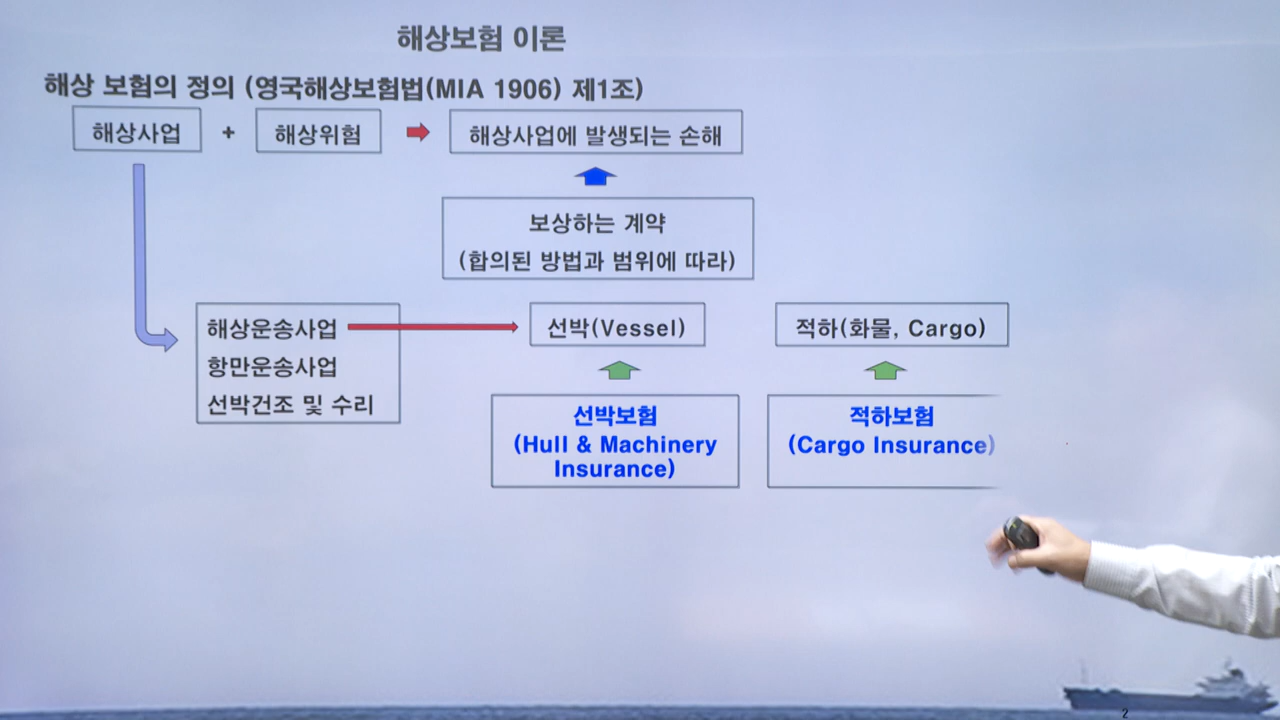 해상보험 이론
해상 보험의 정의 (영국해상보험법(MIA 1906) 제1조)
해상사업 + 해상위험 해상사업에 발생되는 손해
보상하는 계약
(합의된 방법과 범위에 따라)
해상운송사업
항만운송사업
선박건조 및 수리
선박(Vessel)
적하(화물, Cargo)
선박보험
(Hull & Machinery
Insurance)
적하보험
(Cargo Insurance)
2